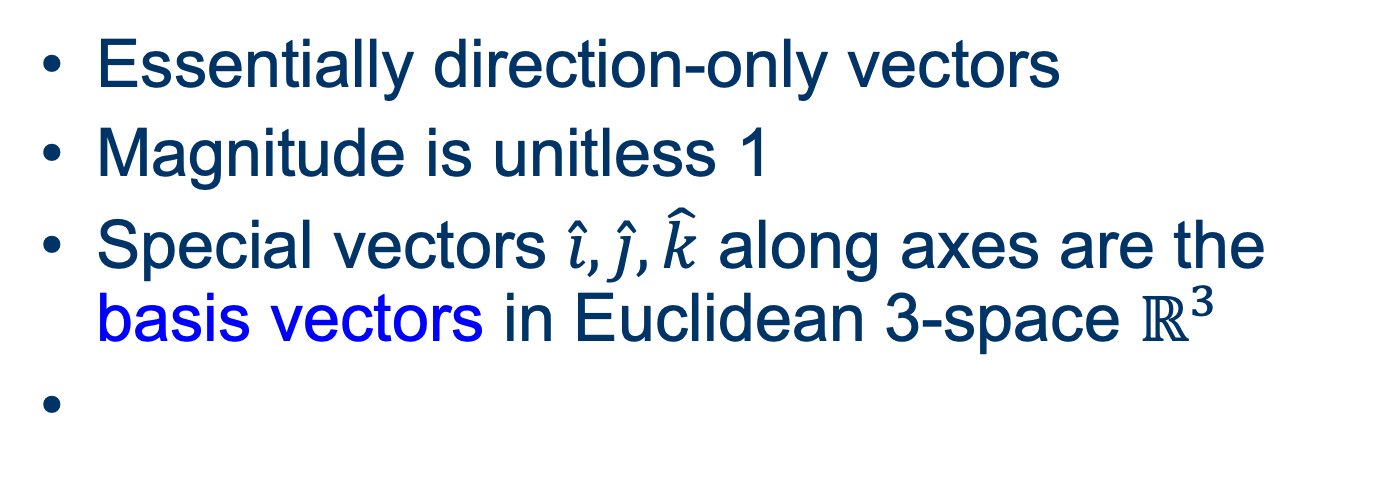 • Essentially direction-only vectors
• Magnitude is unitless 1
• Special vectors î, ĵ, k̂ along axes are the
basis vectors in Euclidean 3-space ℝ³
•